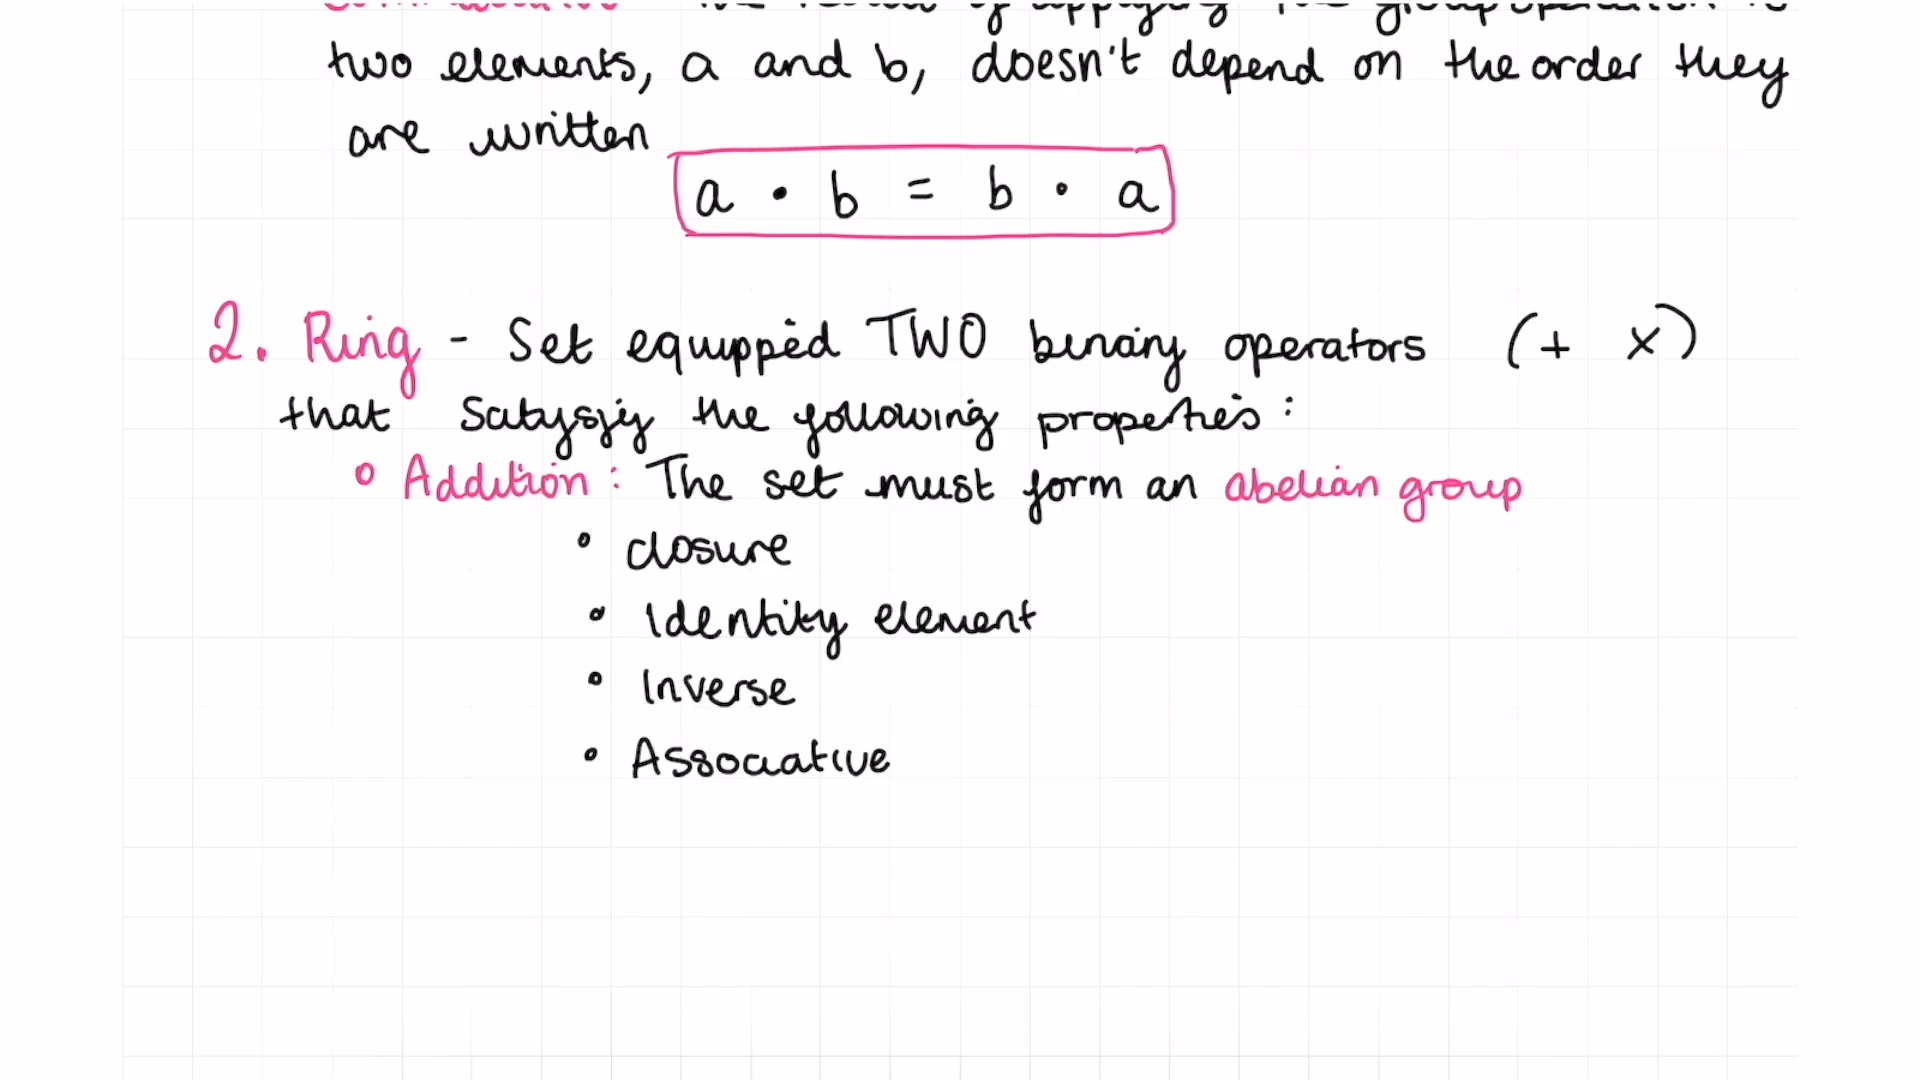 two elements, a and b, doesn't depend on the order they
are written
a • b = b • a
2. Ring - Set equipped TWO binary operators (+ x)
that satisfy the following properties:
○ Addition: The set must form an abelian group
• closure
• Identity element
• Inverse
• Associative